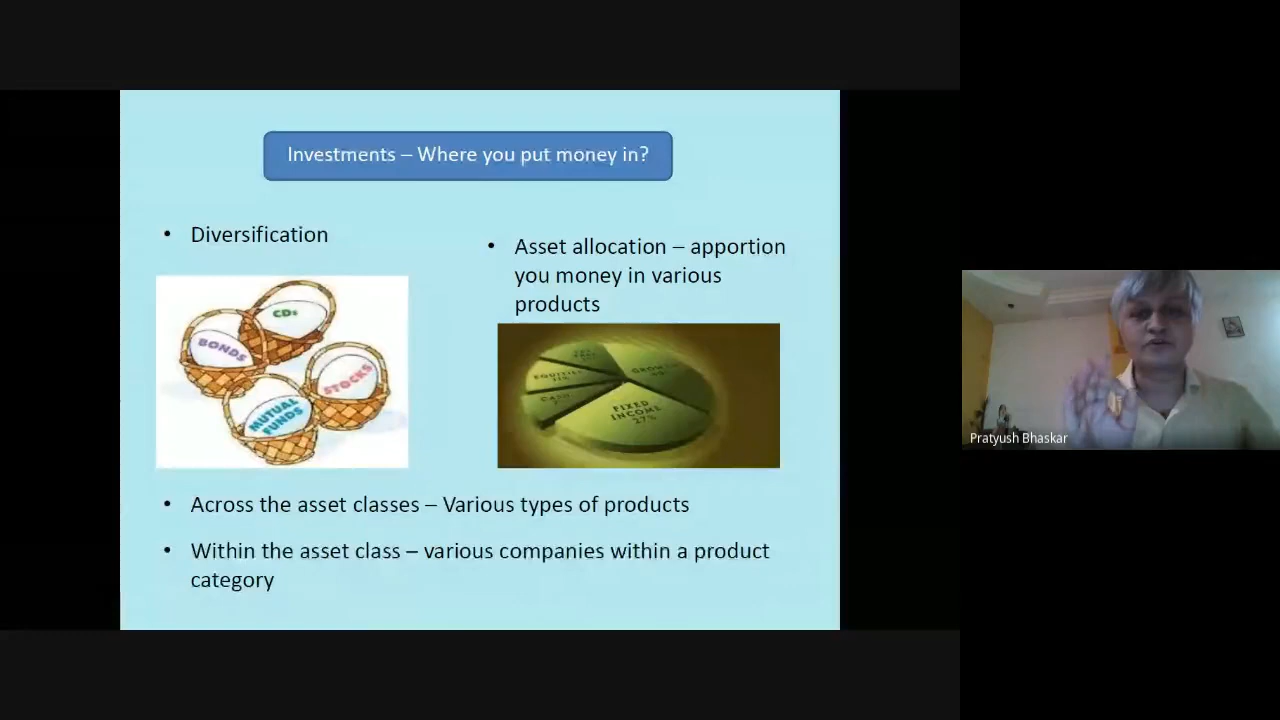 Investments – Where you put money in?
• Diversification
• Asset allocation – apportion
you money in various
products
CDs
BONDS
STOCKS
MUTUAL
FUNDS
EQUITIES
CASH
FIXED
INCOME
27%
• Across the asset classes – Various types of products
• Within the asset class – various companies within a product
category
Pratyush Bhaskar